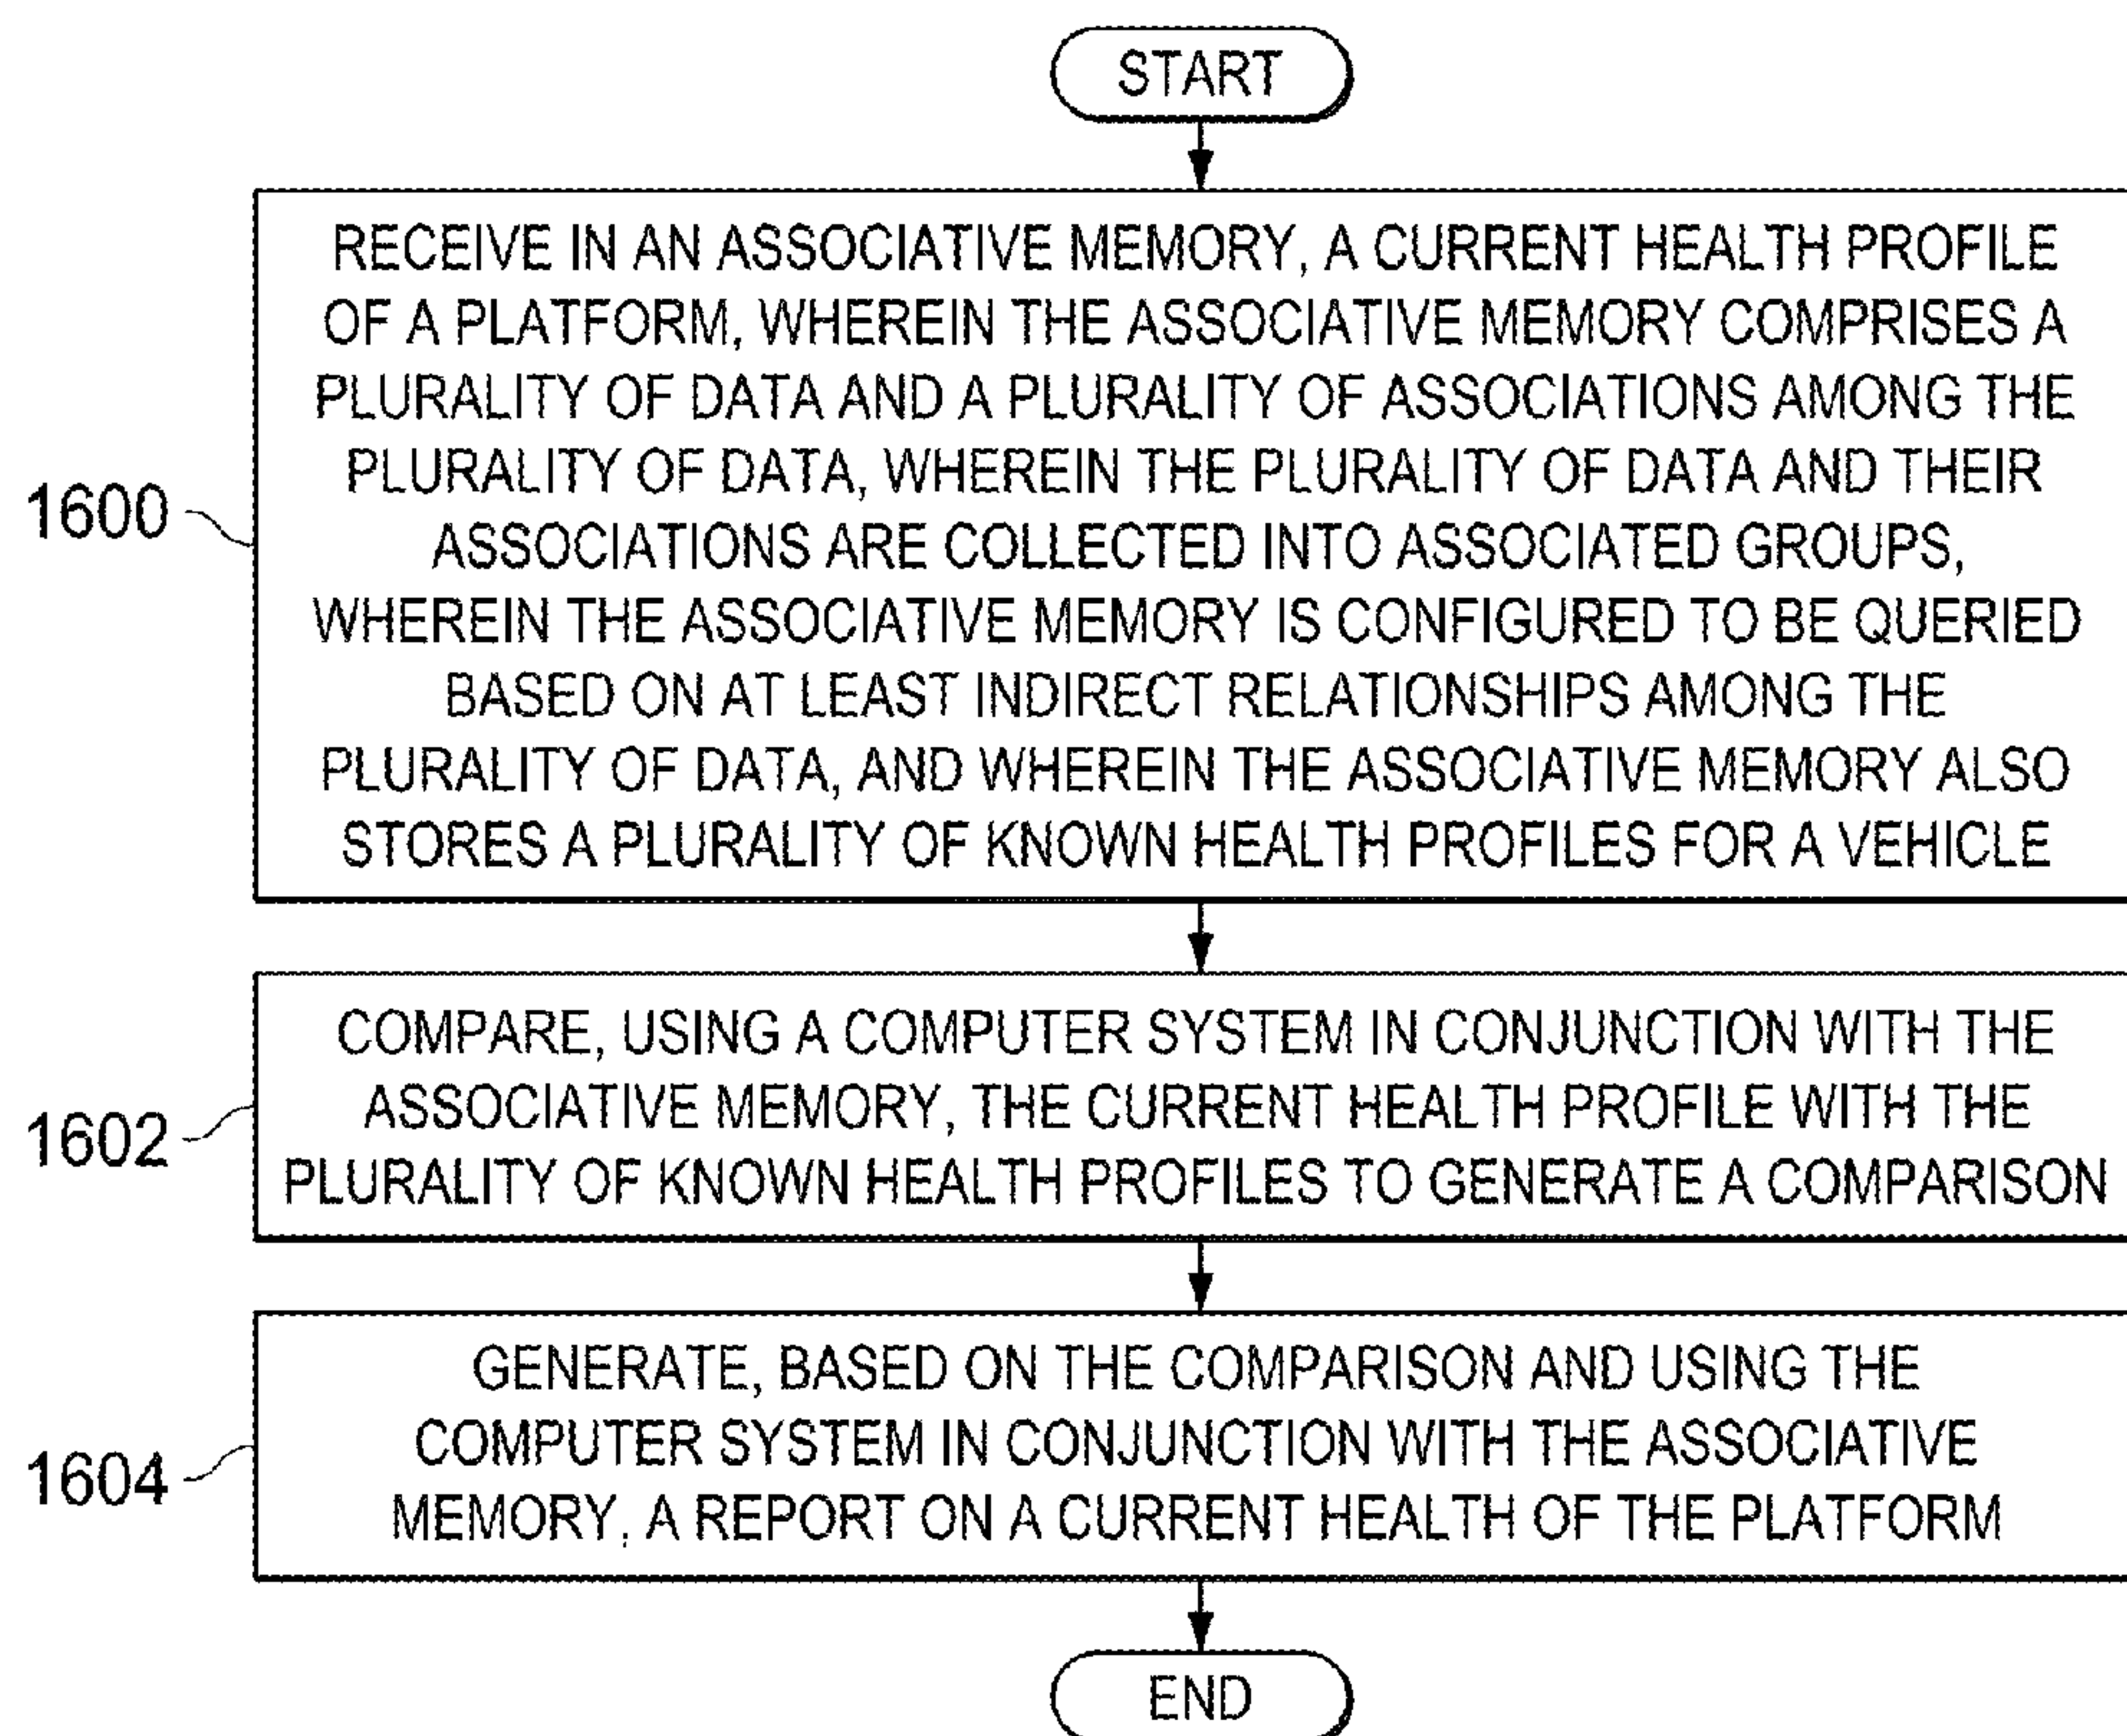 START
RECEIVE IN AN ASSOCIATIVE MEMORY, A CURRENT HEALTH PROFILE
OF A PLATFORM, WHEREIN THE ASSOCIATIVE MEMORY COMPRISES A
PLURALITY OF DATA AND A PLURALITY OF ASSOCIATIONS AMONG THE
PLURALITY OF DATA, WHEREIN THE PLURALITY OF DATA AND THEIR
1600
ASSOCIATIONS ARE COLLECTED INTO ASSOCIATED GROUPS,
WHEREIN THE ASSOCIATIVE MEMORY IS CONFIGURED TO BE QUERIED
BASED ON AT LEAST INDIRECT RELATIONSHIPS AMONG THE
PLURALITY OF DATA, AND WHEREIN THE ASSOCIATIVE MEMORY ALSO
STORES A PLURALITY OF KNOWN HEALTH PROFILES FOR A VEHICLE
COMPARE, USING A COMPUTER SYSTEM IN CONJUNCTION WITH THE
ASSOCIATIVE MEMORY, THE CURRENT HEALTH PROFILE WITH THE
1602
PLURALITY OF KNOWN HEALTH PROFILES TO GENERATE A COMPARISON
GENERATE, BASED ON THE COMPARISON AND USING THE
COMPUTER SYSTEM IN CONJUNCTION WITH THE ASSOCIATIVE
1604
MEMORY, A REPORT ON A CURRENT HEALTH OF THE PLATFORM
END